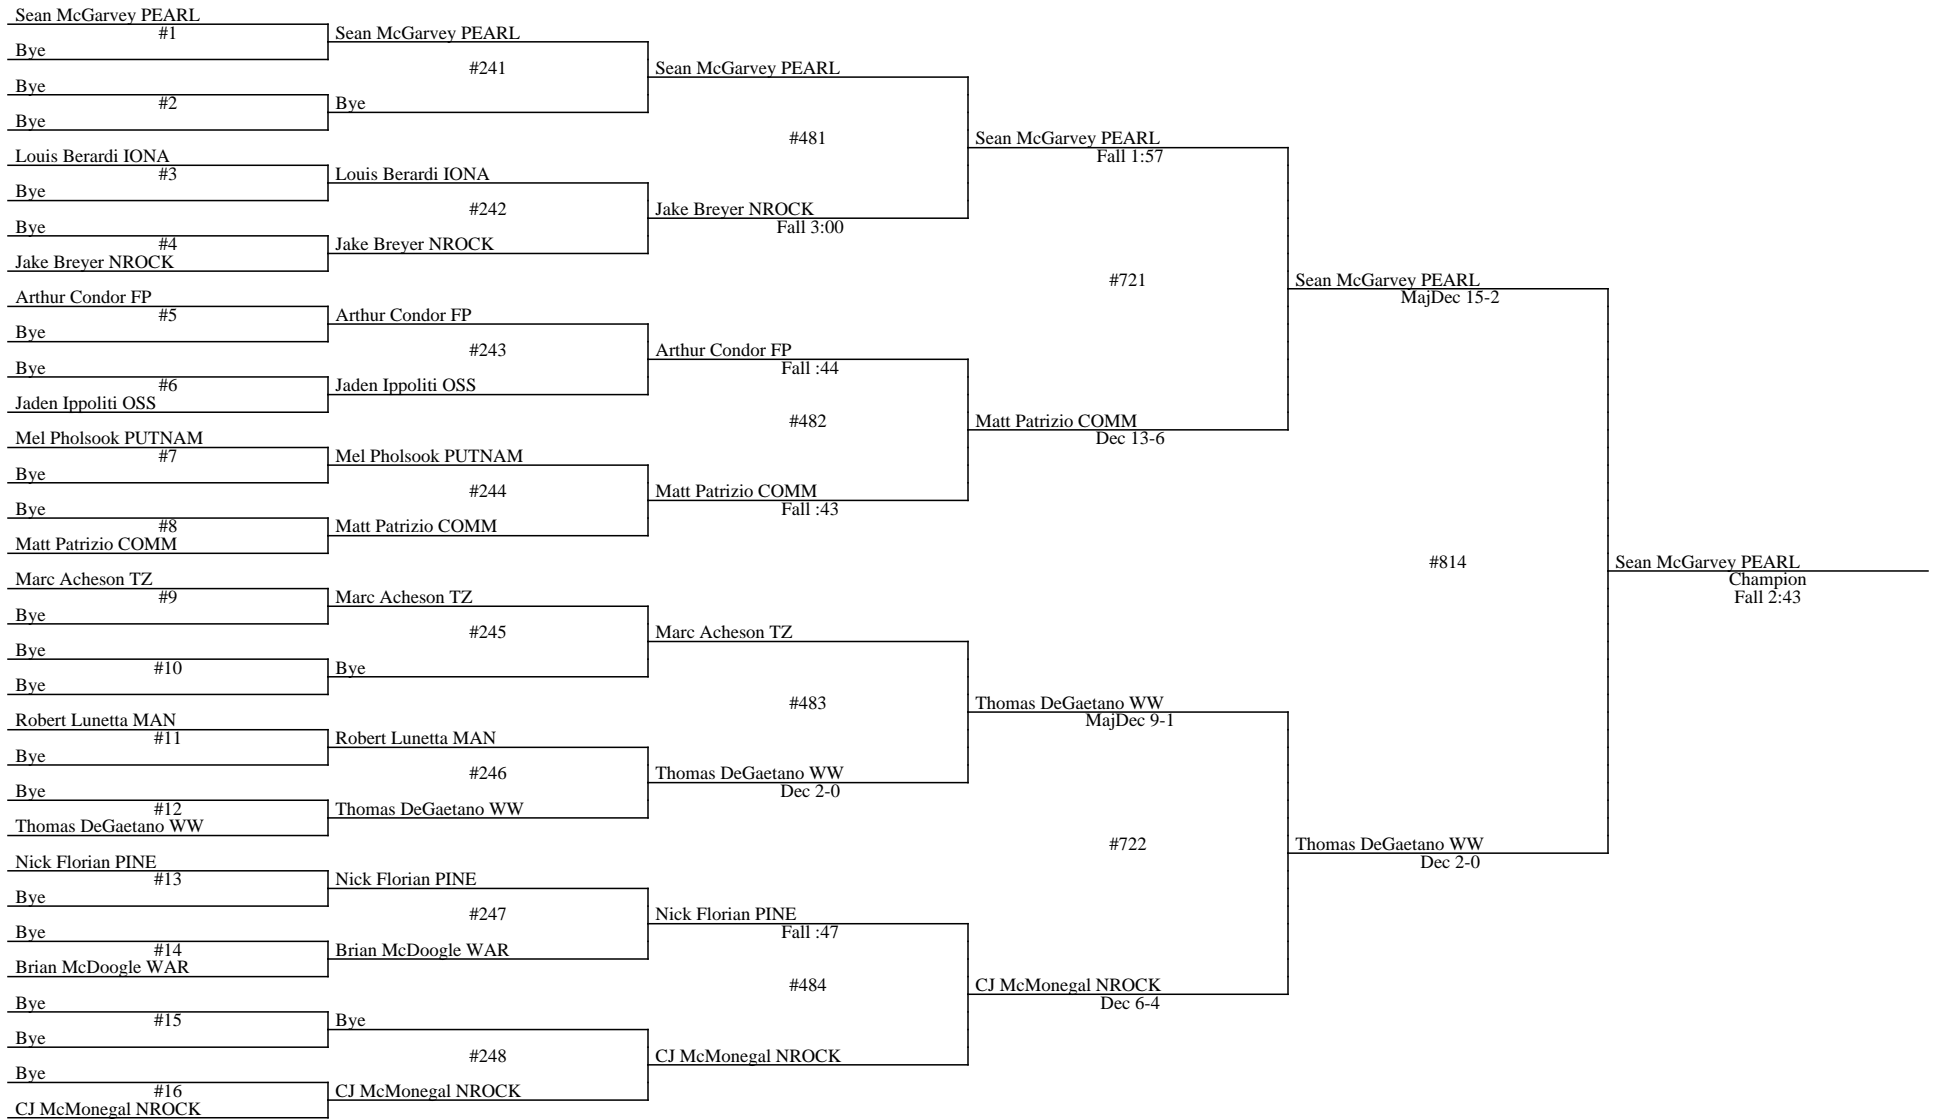 Sean McGarvey PEARL
#1
Bye
Bye
#2
Bye
Louis Berardi IONA
#3
Bye
Bye
#4
Jake Breyer NROCK
Arthur Condor FP
#5
Bye
Bye
#6
Jaden Ippoliti OSS
Mel Pholsook PUTNAM
#7
Bye
Bye
#8
Matt Patrizio COMM
Marc Acheson TZ
#9
Bye
Bye
#10
Bye
Robert Lunetta MAN
#11
Bye
Bye
#12
Thomas DeGaetano WW
Nick Florian PINE
#13
Bye
Bye
#14
Brian McDoogle WAR
Bye
#15
Bye
Bye
#16
CJ McMonegal NROCK
Sean McGarvey PEARL
#241
Bye
Louis Berardi IONA
#242
Jake Breyer NROCK
Arthur Condor FP
#243
Jaden Ippoliti OSS
Mel Pholsook PUTNAM
#244
Matt Patrizio COMM
Marc Acheson TZ
#245
Bye
Robert Lunetta MAN
#246
Thomas DeGaetano WW
Nick Florian PINE
#247
Brian McDoogle WAR
Bye
#248
CJ McMonegal NROCK
Sean McGarvey PEARL
#481
Jake Breyer NROCK
Fall 3:00
Arthur Condor FP
Fall :44
#482
Matt Patrizio COMM
Fall :43
Marc Acheson TZ
#483
Thomas DeGaetano WW
Dec 2-0
Nick Florian PINE
Fall :47
#484
CJ McMonegal NROCK
Sean McGarvey PEARL
Fall 1:57
#721
Matt Patrizio COMM
Dec 13-6
Thomas DeGaetano WW
MajDec 9-1
#722
CJ McMonegal NROCK
Dec 6-4
Sean McGarvey PEARL
MajDec 15-2
#814
Thomas DeGaetano WW
Dec 2-0
Sean McGarvey PEARL
Champion
Fall 2:43